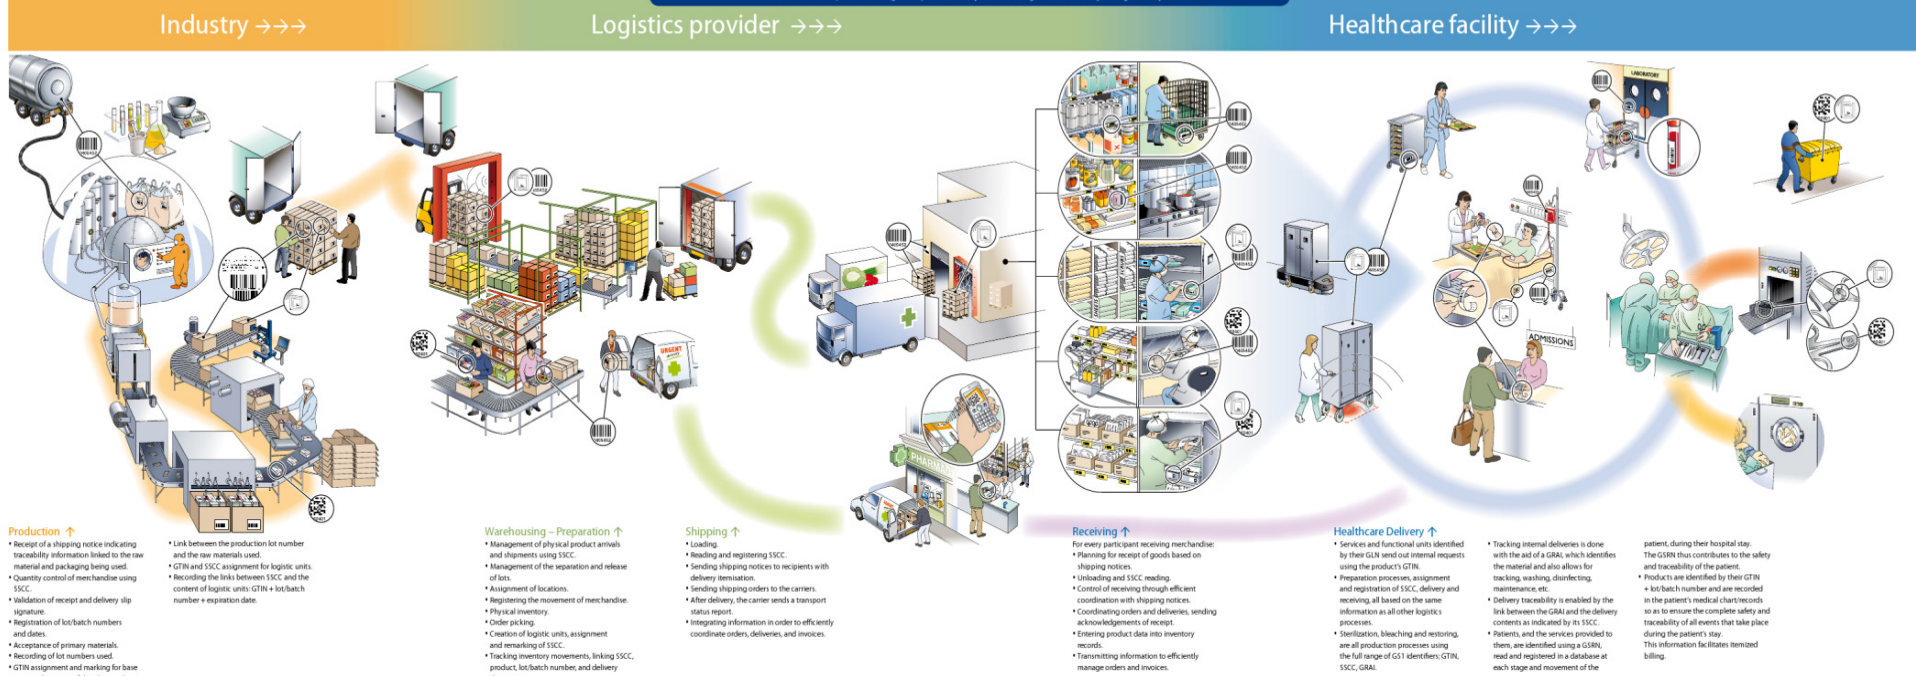 Industry →→→
Logistics provider →→→
Healthcare facility →→→
LABORATORY
URGENT
ADMISSIONS
PHARMA
Production ↑
• Receipt of a shipping notice indicating
traceability information linked to the raw
material and packaging being used.
• Quantity control of merchandise using
SSCC.
• Validation of receipt and delivery slip
signature.
• Registration of lot/batch numbers
and dates.
• Acceptance of primary materials.
• Recording of lot numbers used.
• GTIN assignment and marking for base
• Link between the production lot number
and the raw materials used.
• GTIN and SSCC assignment for logistic units.
• Recording the links between SSCC and the
content of logistic units: GTIN + lot/batch
number + expiration date.
Warehousing – Preparation ↑
• Management of physical product arrivals
and shipments using SSCC.
• Management of the separation and release
of lots.
• Assignment of locations.
• Registering the movement of merchandise.
• Physical inventory.
• Order picking.
• Creation of logistic units, assignment
and remarking of SSCC.
• Tracking inventory movements, linking SSCC,
product, lot/batch number, and delivery
Shipping ↑
• Loading.
• Reading and registering SSCC.
• Sending shipping notices to recipients with
delivery itemisation.
• Sending shipping orders to the carriers.
• After delivery, the carrier sends a transport
status report.
• Integrating information in order to efficiently
coordinate orders, deliveries, and invoices.
Receiving ↑
For every participant receiving merchandise:
• Planning for receipt of goods based on
shipping notices.
• Unloading and SSCC reading.
• Control of receiving through efficient
coordination with shipping notices.
• Coordinating orders and deliveries, sending
acknowledgements of receipt.
• Entering product data into inventory
records.
• Transmitting information to efficiently
manage orders and invoices.
Healthcare Delivery ↑
• Services and functional units identified
by their GLN send out internal requests
using the product's GTIN.
• Preparation processes, assignment
and registration of SSCC, delivery and
receiving, all based on the same
information as all other logistics
processes.
• Sterilization, bleaching and restoring,
are all production processes using
the full range of GS1 identifiers; GTIN,
SSCC, GRAI.
• Tracking internal deliveries is done
with the aid of a GRAI, which identifies
the material and also allows for
tracking, washing, disinfecting,
maintenance, etc.
• Delivery traceability is enabled by the
link between the GRAI and the delivery
contents as indicated by its SSCC.
• Patients, and the services provided to
them, are identified using a GSRN,
read and registered in a database at
each stage and movement of the
patient, during their hospital stay.
The GSRN thus contributes to the safety
and traceability of the patient.
• Products are identified by their GTIN
+ lot/batch number and are recorded
in the patient's medical chart/records
so as to ensure the complete safety and
traceability of all events that take place
during the patient's stay.
This information facilitates itemized
billing.